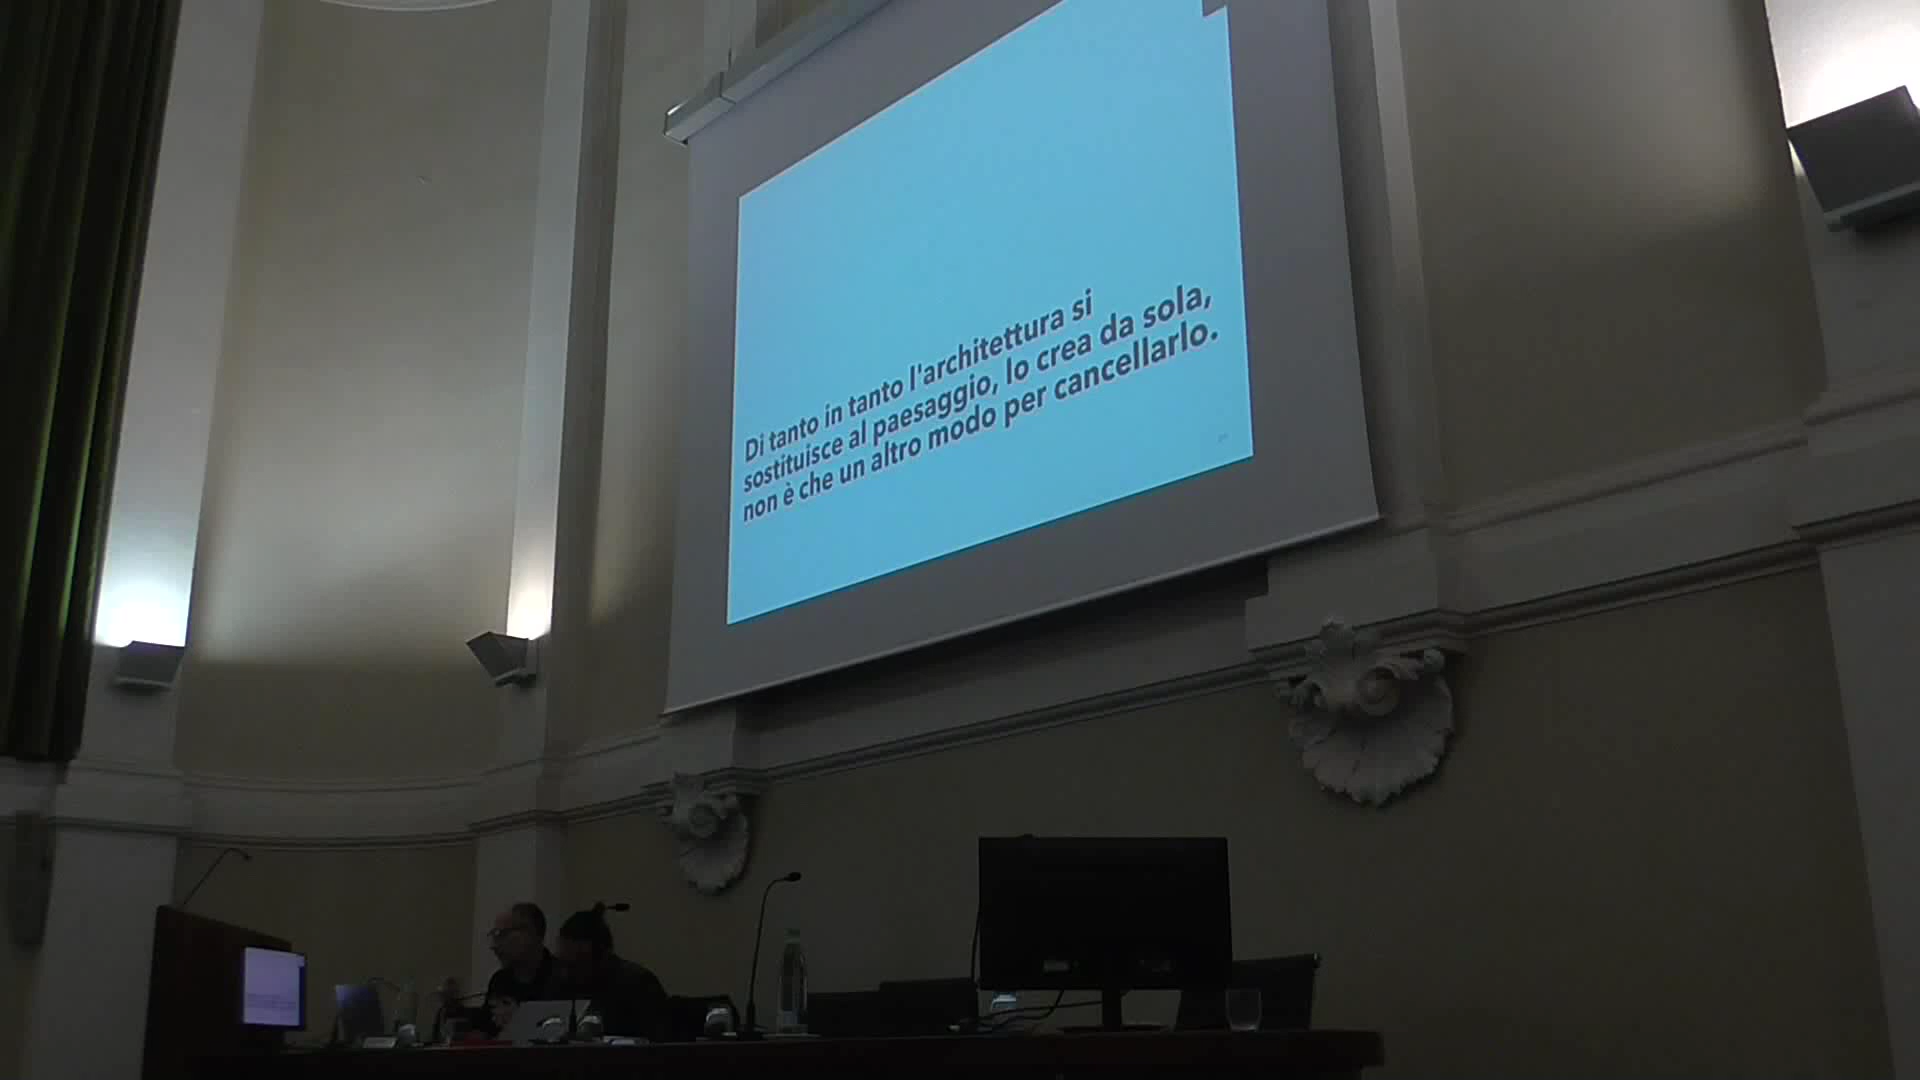 Di tanto in tanto l'architettura si
sostituisce al paesaggio, lo crea da sola,
non è che un altro modo per cancellarlo.